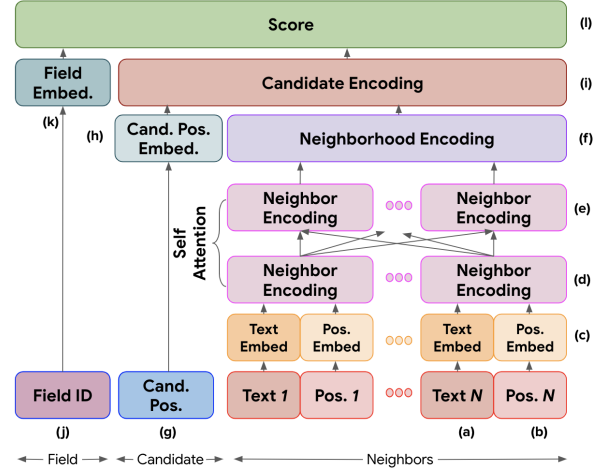 Score
(l)
Field
Embed.
Candidate Encoding
(i)
(k)
(h)
Cand. Pos.
Embed.
Neighborhood Encoding
(f)
Self
Attention
Neighbor
Encoding
Neighbor
Encoding
(e)
Neighbor
Encoding
Neighbor
Encoding
(d)
Text
Embed
Pos.
Embed
Text
Embed
Pos.
Embed
(c)
Field ID
Cand.
Pos.
Text 1
Pos. 1
Text N
Pos. N
(j)
(g)
(a)
(b)
Field
Candidate
Neighbors